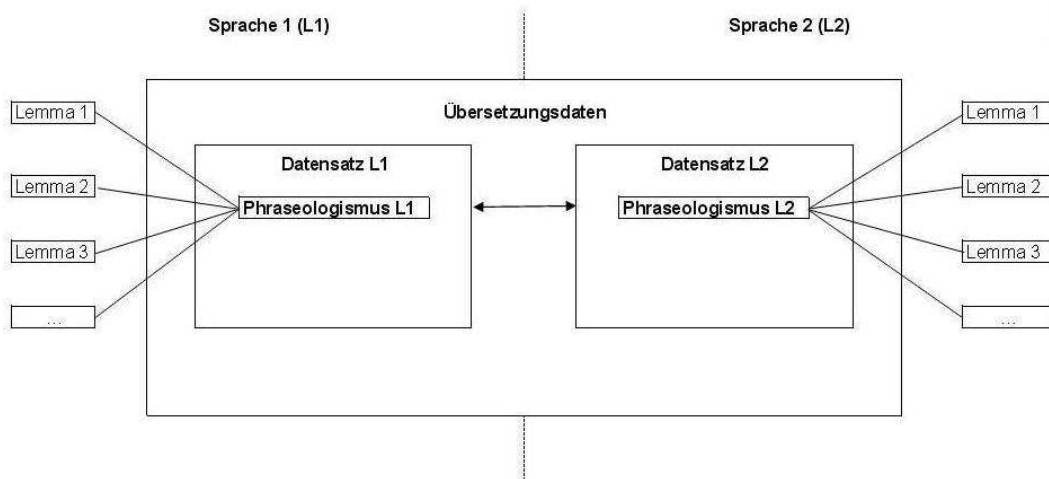 Sprache 1 (L1)
Sprache 2 (L2)
Übersetzungsdaten
Lemma 1
Lemma 2
Lemma 3
...
Datensatz L1
Phraseologismus L1
Datensatz L2
Phraseologismus L2
Lemma 1
Lemma 2
Lemma 3
...